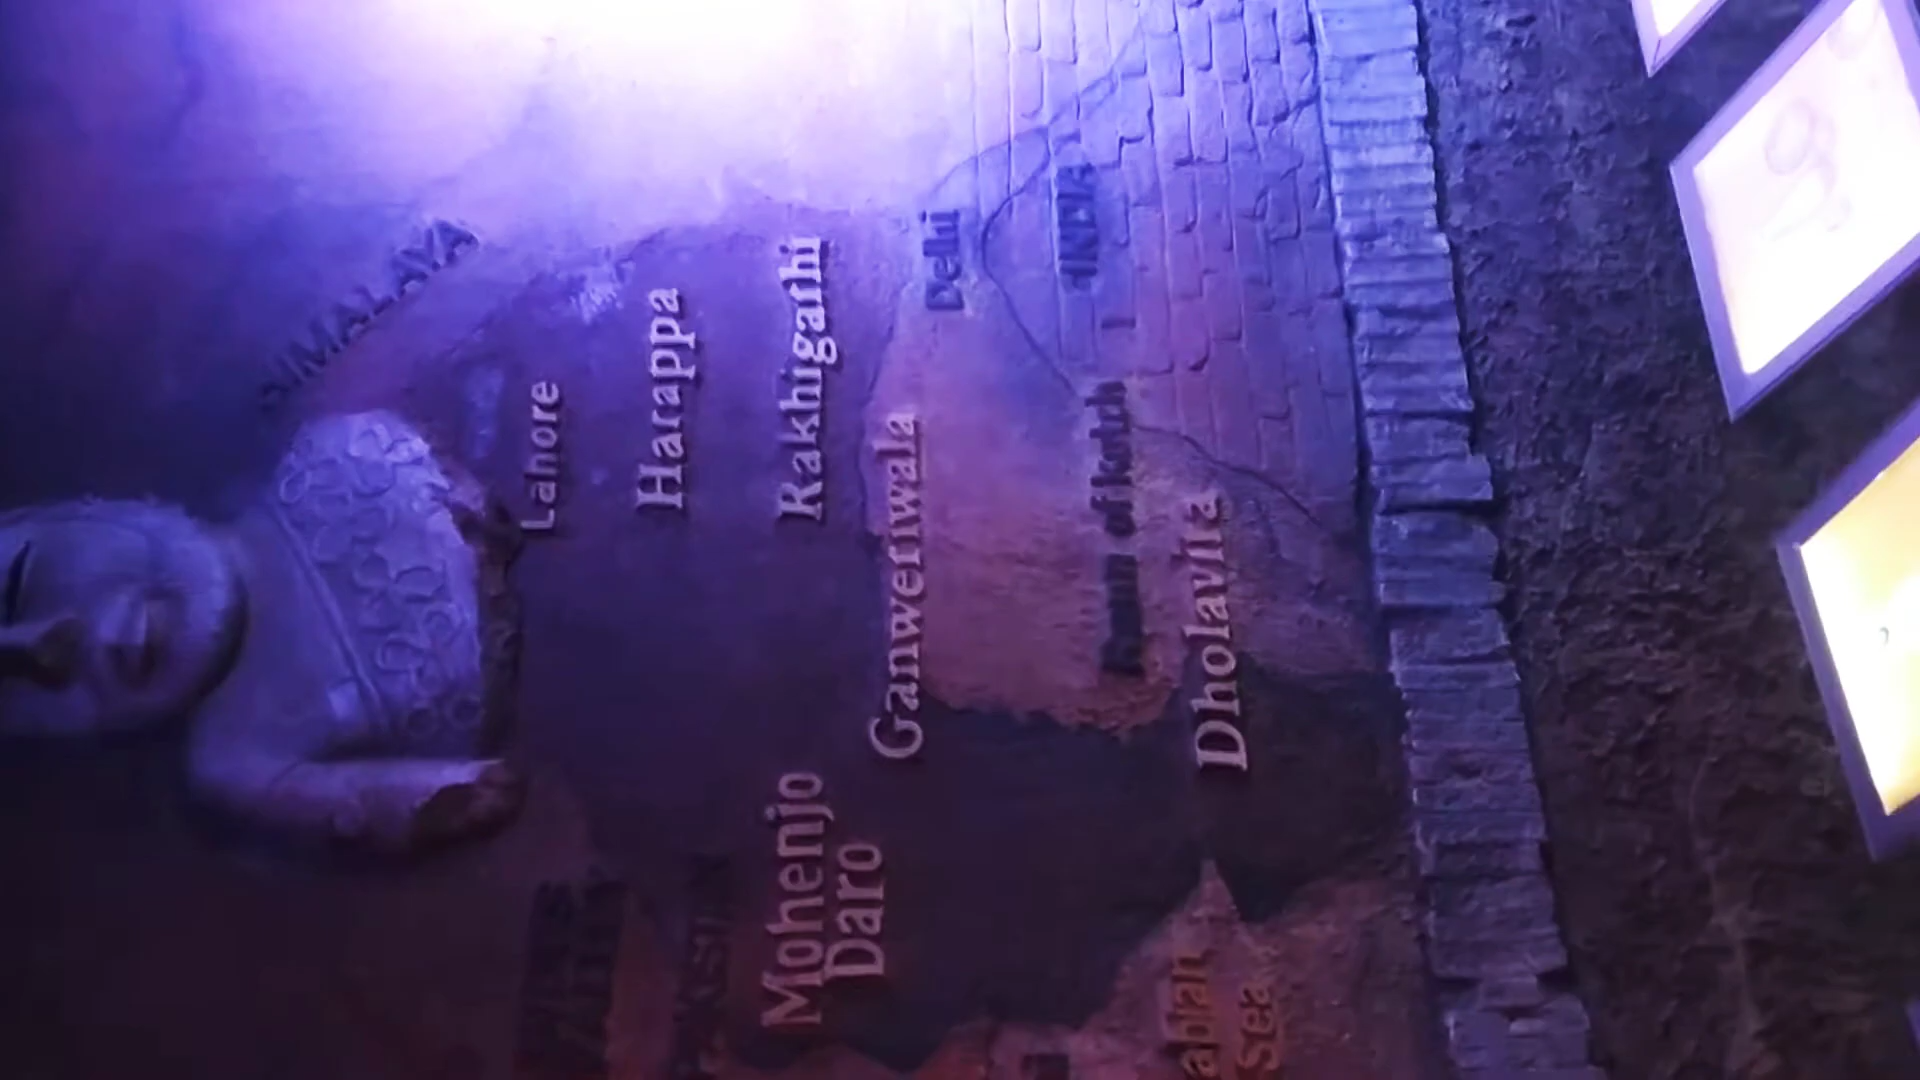 HIMALAYA
Lahore
Harappa
Rakhigarhi
Delhi
INDIA
Ganweriwala
Rann of Kutch
Dholavira
Mohenjo
Daro
Sea